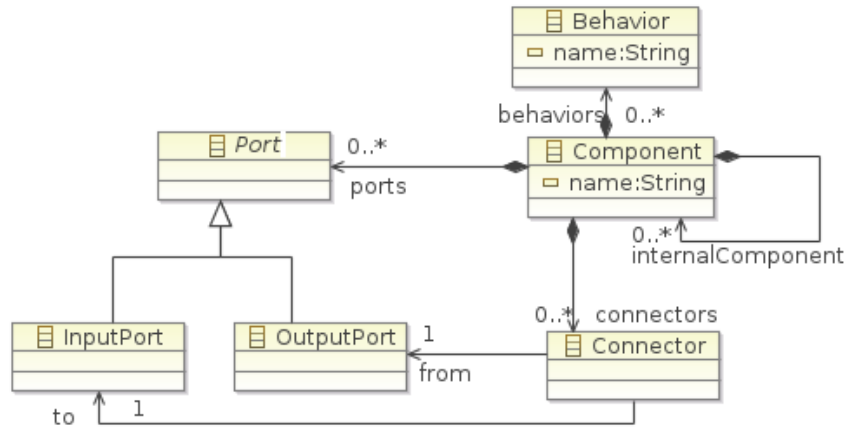 Behavior
name:String
behaviors 0..*
Port
0..*
ports
Component
name:String
0..*
internalComponent
0..* connectors
InputPort
OutputPort
1
from
Connector
to
1